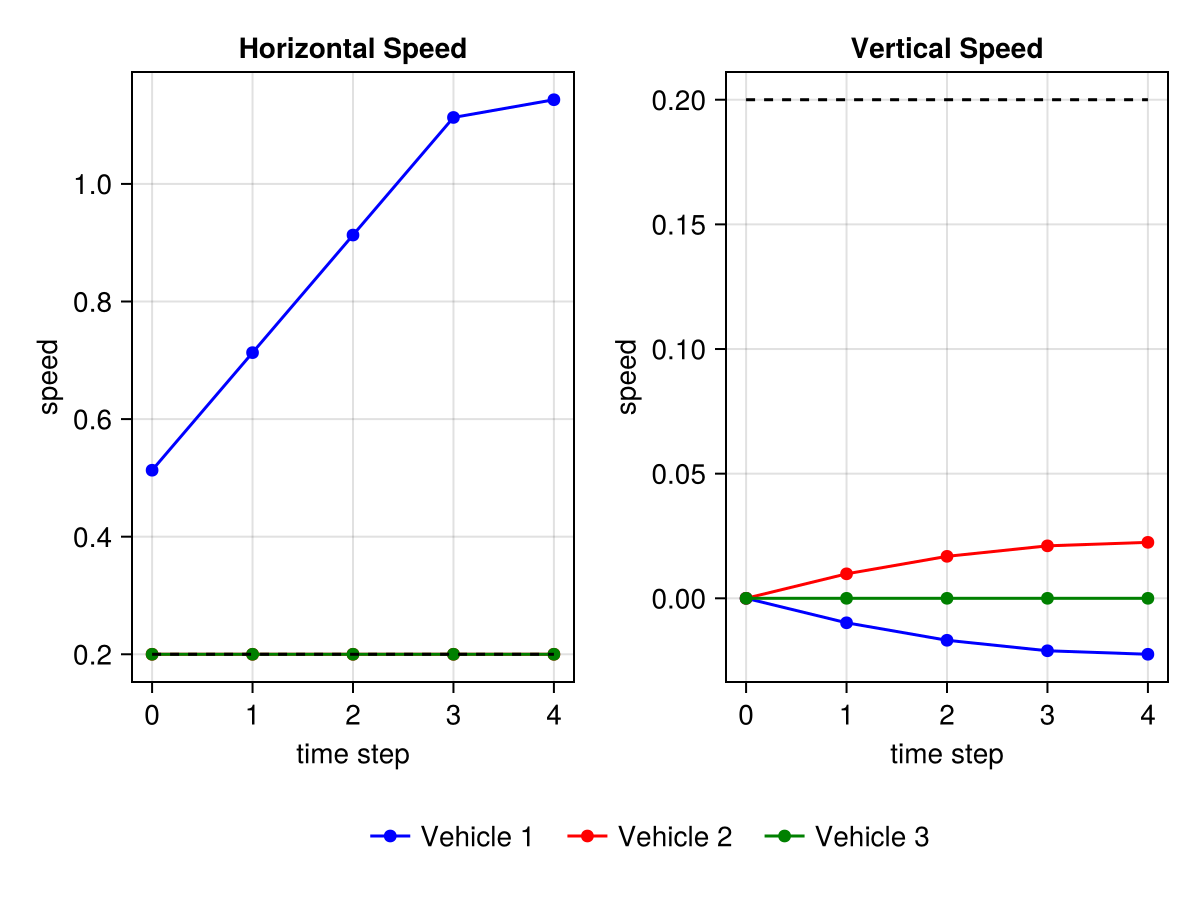 Horizontal Speed
1.0
0.8
0.6
0.4
0.2
speed
0 1 2 3 4
time step
Vertical Speed
0.20
0.15
0.10
0.05
0.00
speed
0 1 2 3 4
time step
Vehicle 1 Vehicle 2 Vehicle 3